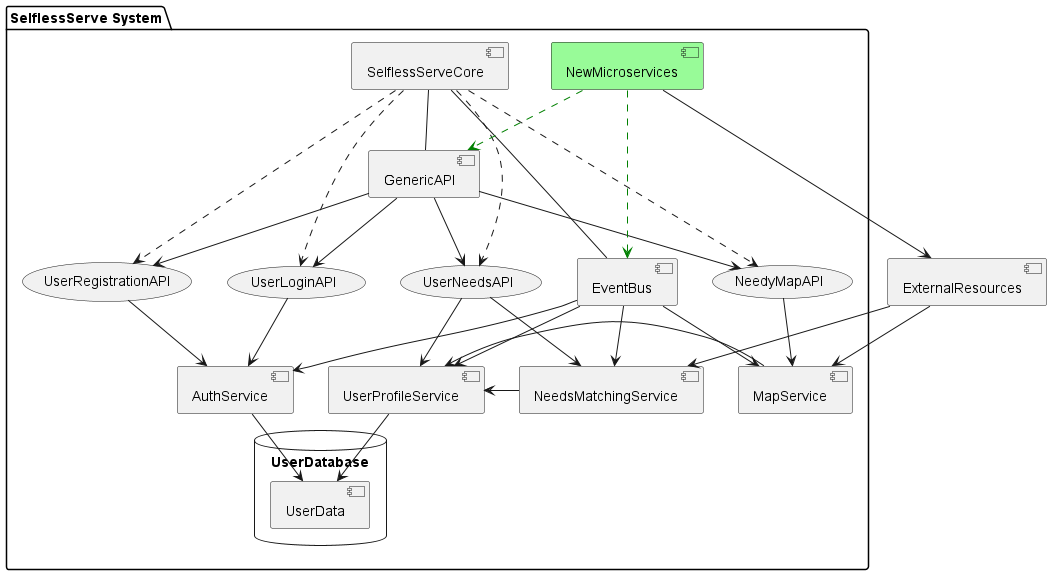 SelflessServe System
SelflessServeCore
NewMicroservices
GenericAPI
UserRegistrationAPI
UserLoginAPI
UserNeedsAPI
EventBus
NeedyMapAPI
ExternalResources
AuthService
UserProfileService
NeedsMatchingService
MapService
UserDatabase
UserData